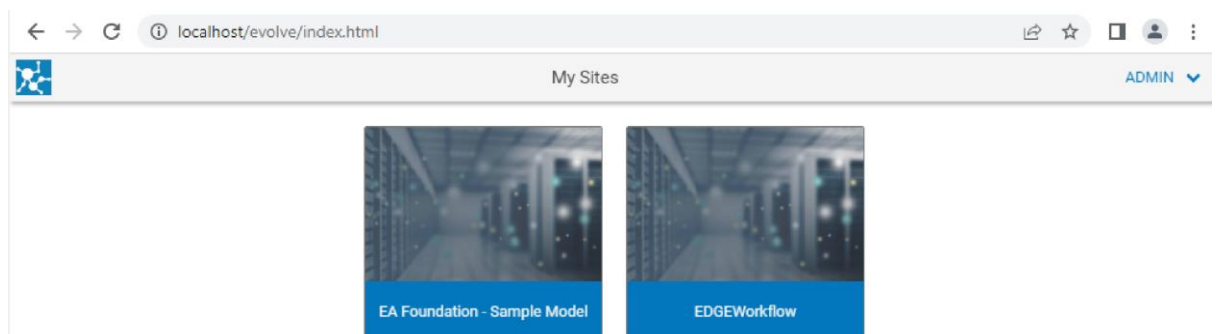 localhost/evolve/index.html
My Sites
ADMIN
EA Foundation - Sample Model
EDGEWorkflow